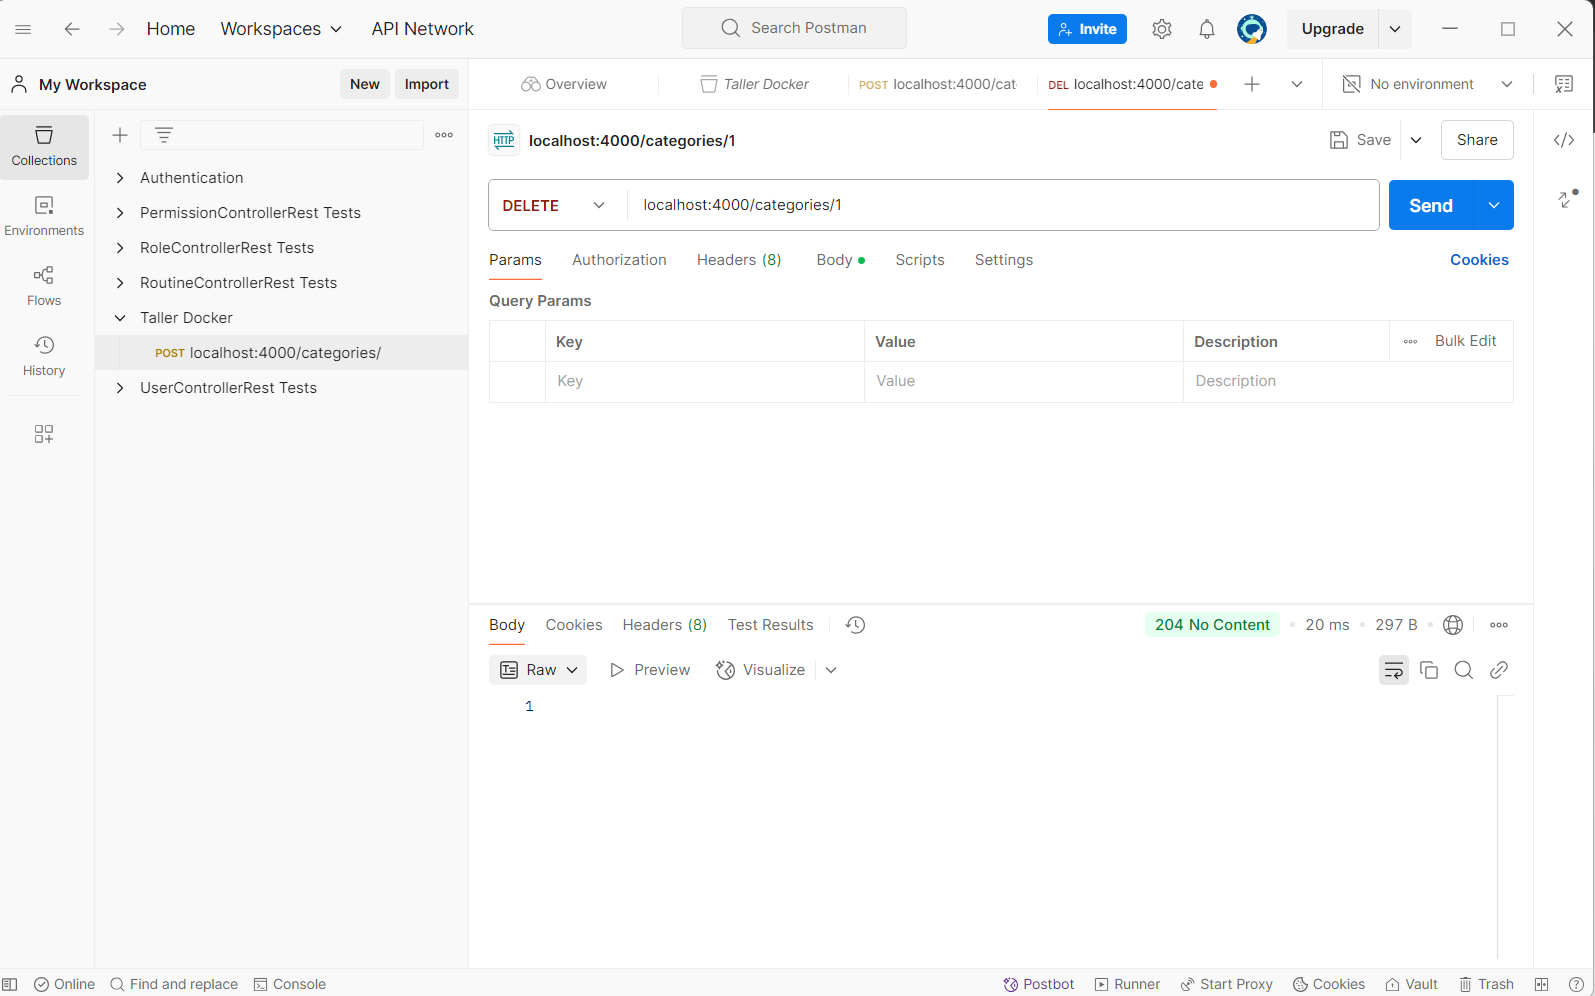 Home
Workspaces
API Network
Search Postman
Invite
Upgrade
My Workspace
New
Import
Overview
Taller Docker
POST localhost:4000/cat
DEL localhost:4000/cate
No environment
Collections
Environments
Flows
History
Authentication
PermissionControllerRest Tests
RoleControllerRest Tests
RoutineControllerRest Tests
Taller Docker
POST localhost:4000/categories/
UserControllerRest Tests
HTTP localhost:4000/categories/1
Save
Share
DELETE
localhost:4000/categories/1
Send
Params
Authorization
Headers (8)
Body
Scripts
Settings
Cookies
Query Params
Key
Value
Description
Bulk Edit
Key
Value
Description
Body
Cookies
Headers (8)
Test Results
204 No Content
20 ms
297 B
Raw
Preview
Visualize
1
Online
Find and replace
Console
Postbot
Runner
Start Proxy
Cookies
Vault
Trash